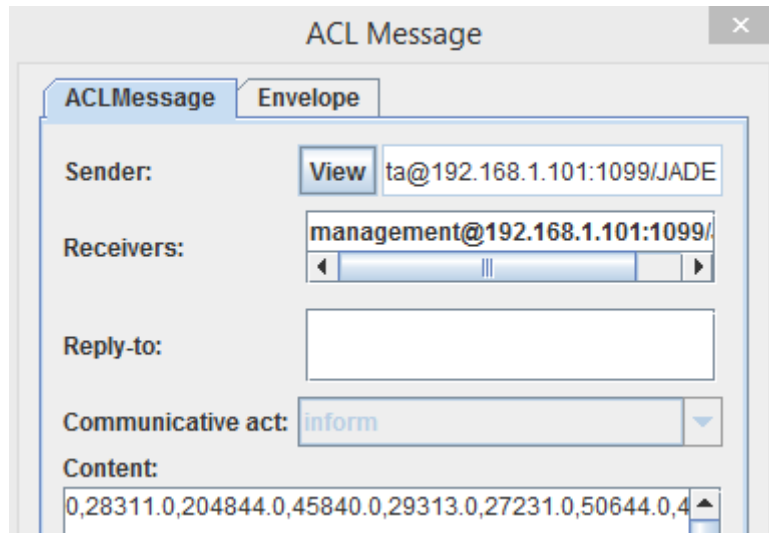 ACL Message
ACLMessage Envelope
Sender: View ta@192.168.1.101:1099/JADE
Receivers: management@192.168.1.101:1099/
Reply-to:
Communicative act: inform
Content:
0,28311.0,204844.0,45840.0,29313.0,27231.0,50644.0,4